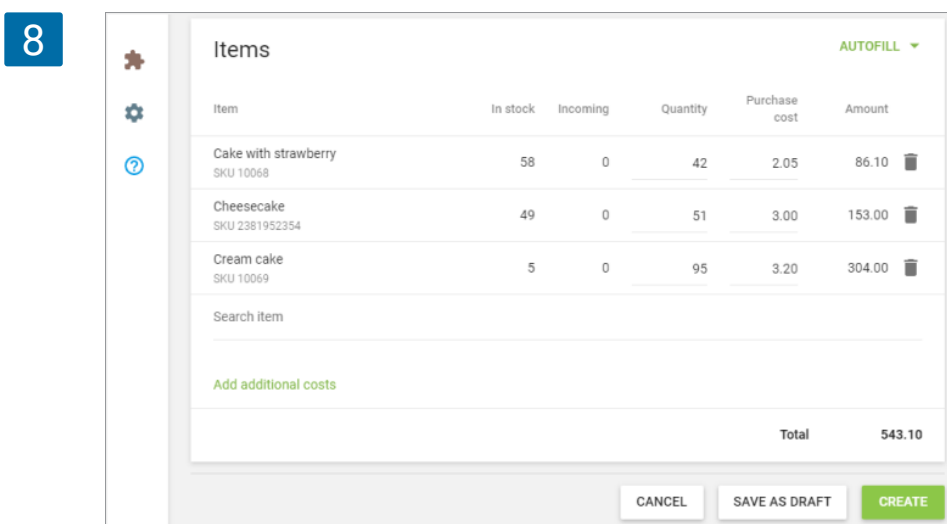 8
Items AUTOFILL
Item In stock Incoming Quantity Purchase cost Amount
Cake with strawberry 58 0 42 2.05 86.10
SKU 10068
Cheesecake 49 0 51 3.00 153.00
SKU 2381952354
Cream cake 5 0 95 3.20 304.00
SKU 10069
Search item
Add additional costs
Total 543.10
CANCEL SAVE AS DRAFT CREATE